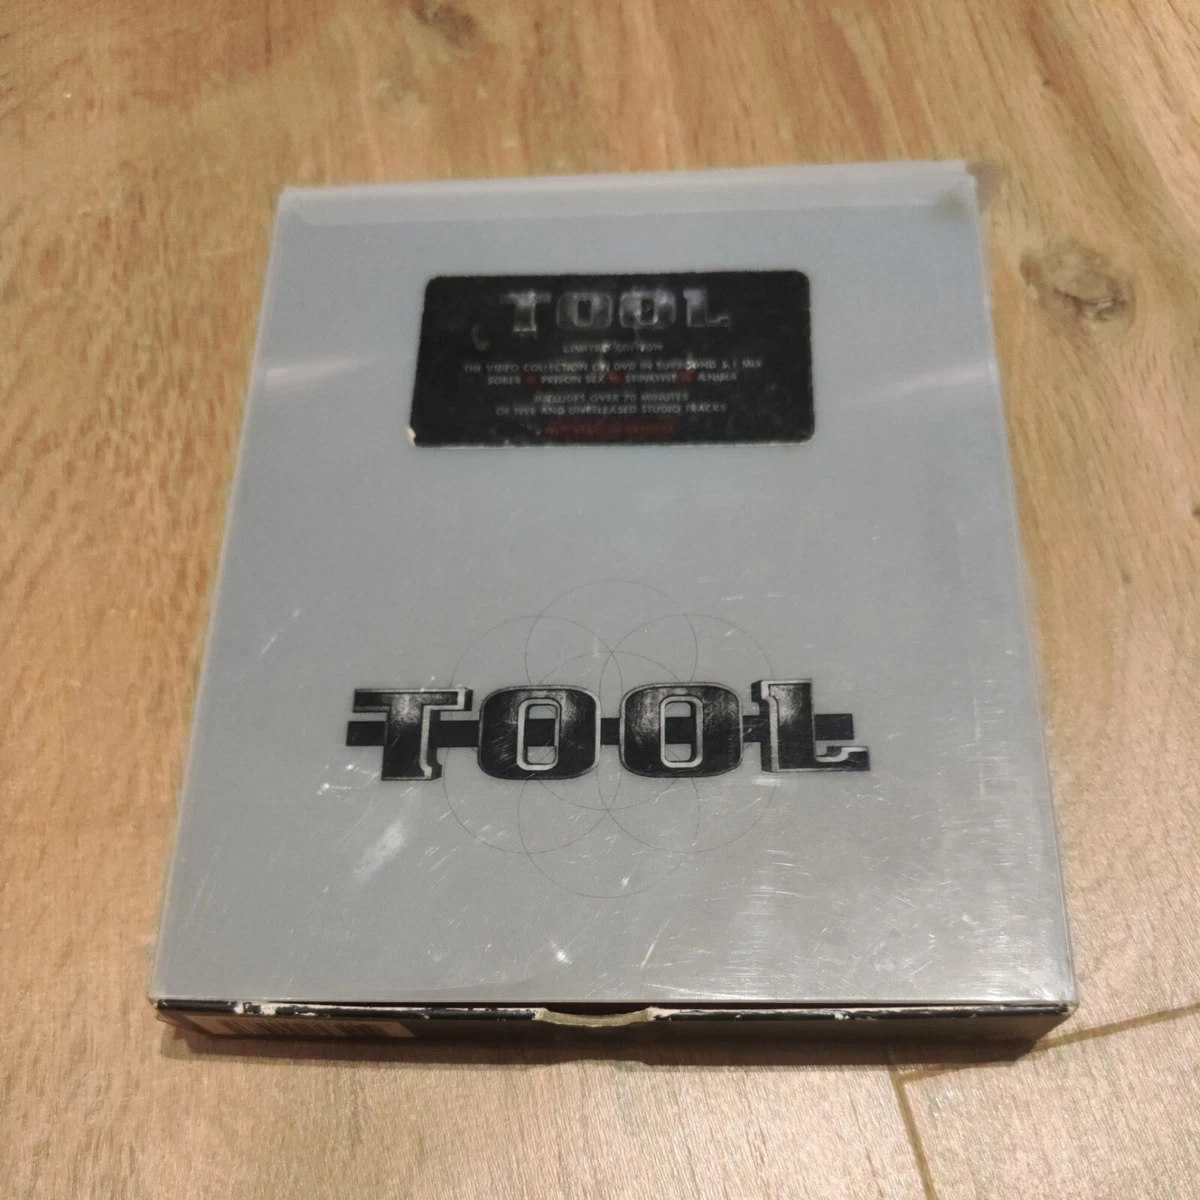 TOOL
LIMITED EDITION
THE VIDEO COLLECTION ON DVD IN SURROUND 5.1 MIX
SOBER PRISON SEX STINKFIST ÆNIMA
INCLUDES OVER 70 MINUTES
OF LIVE AND UNRELEASED STUDIO TRACKS
TOOL